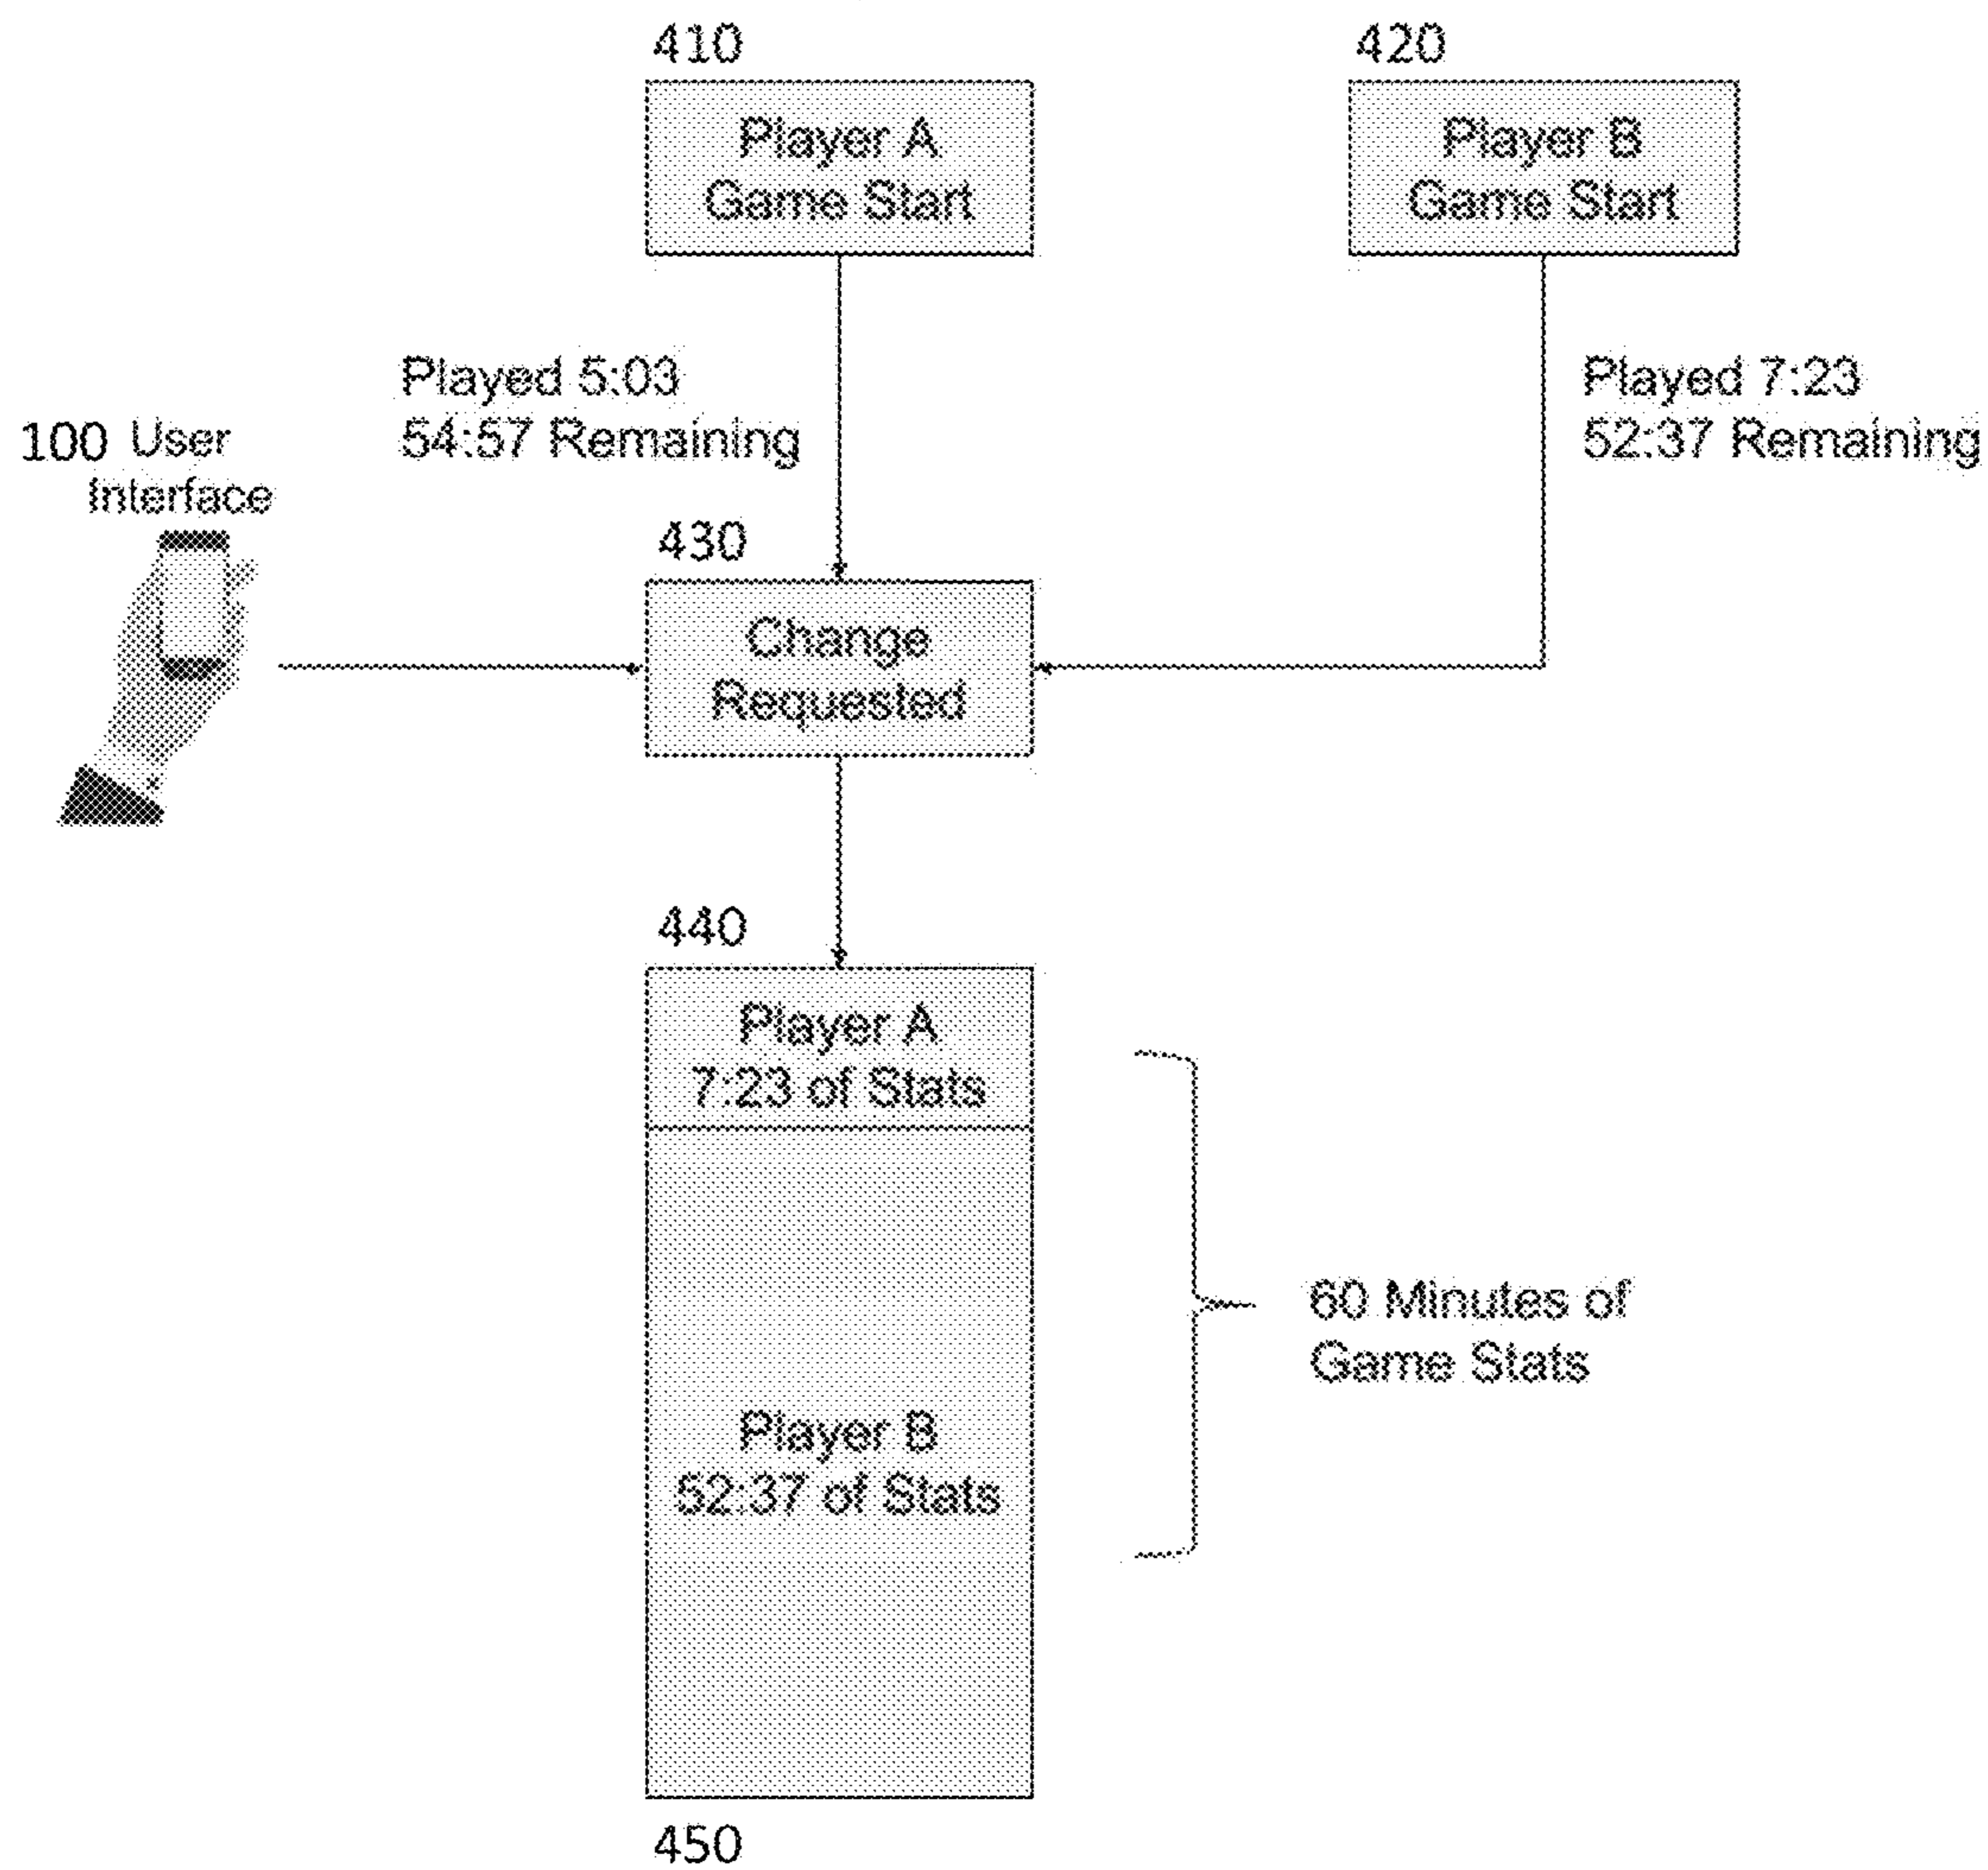 410
Player A
Game Start
420
Player B
Game Start
Played 5:03
54:57 Remaining
Played 7:23
52:37 Remaining
100 User
Interface
430
Change
Requested
440
Player A
7:23 of Stats
Player B
52:37 of Stats
60 Minutes of
Game Stats
450